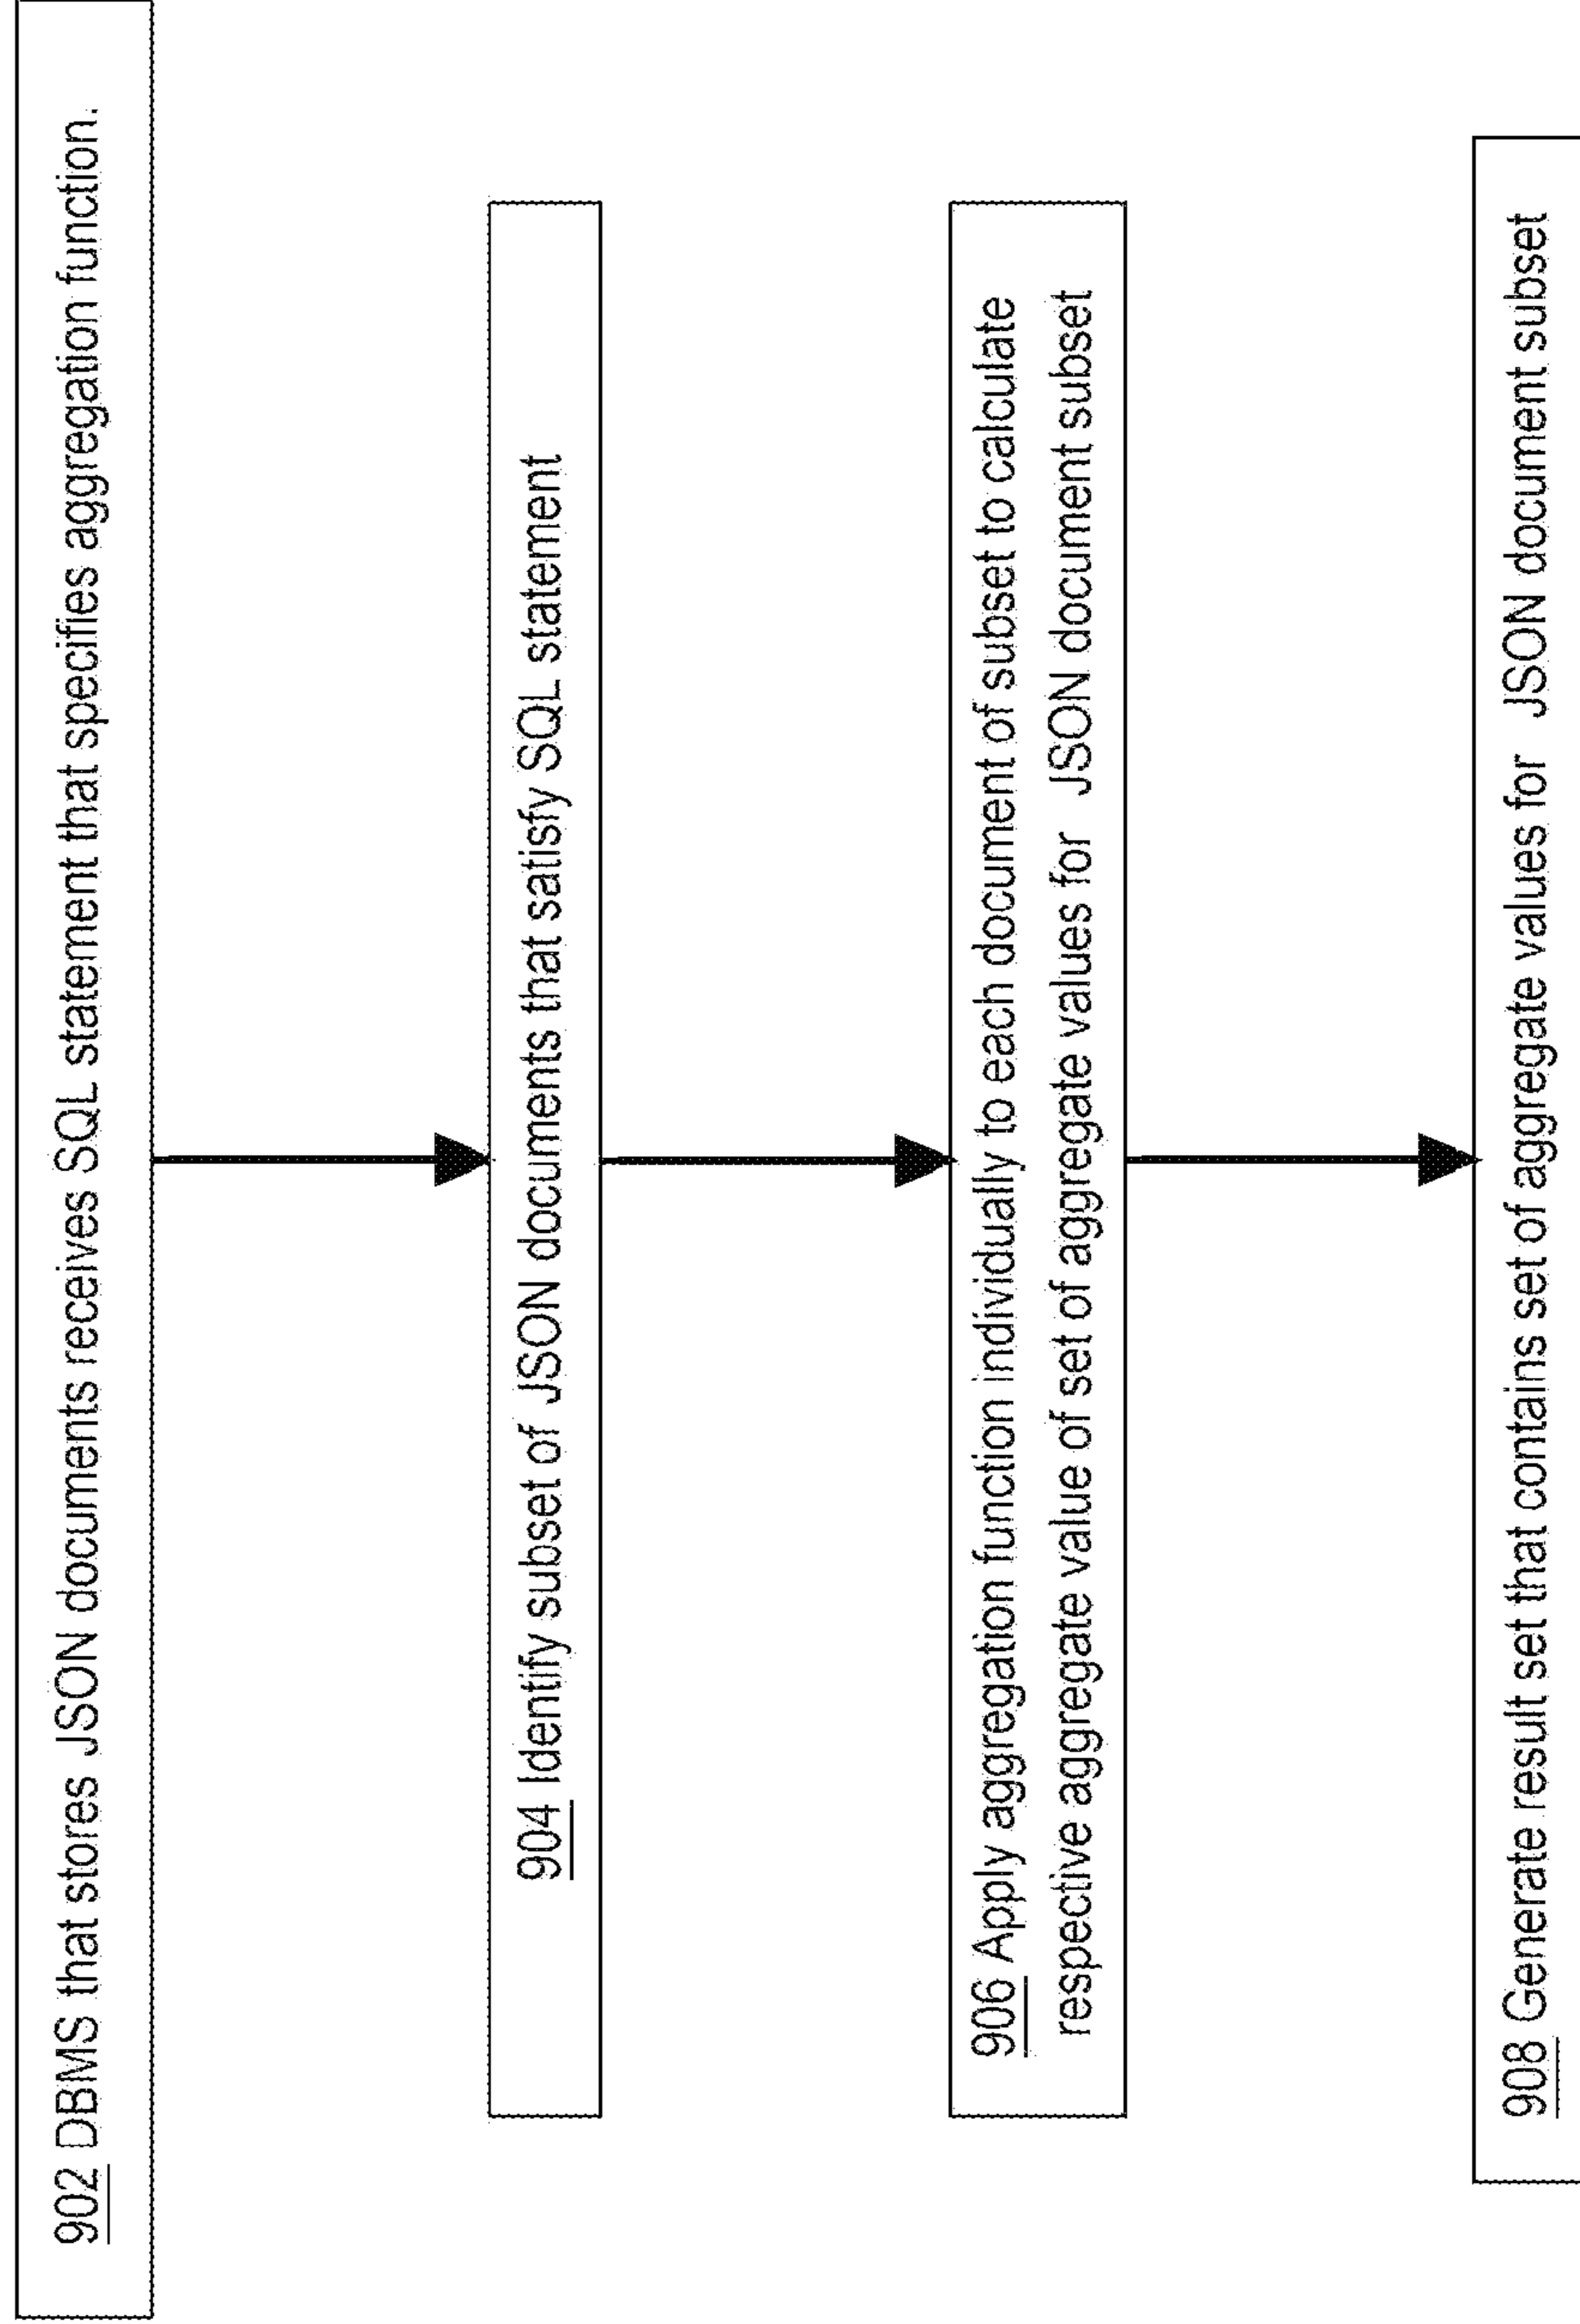 902 DBMS that stores JSON documents receives SQL statement that specifies aggregation function.
904 Identify subset of JSON documents that satisfy SQL statement
906 Apply aggregation function individually to each document of subset to calculate
respective aggregate value of set of aggregate values for JSON document subset
908 Generate result set that contains set of aggregate values for JSON document subset